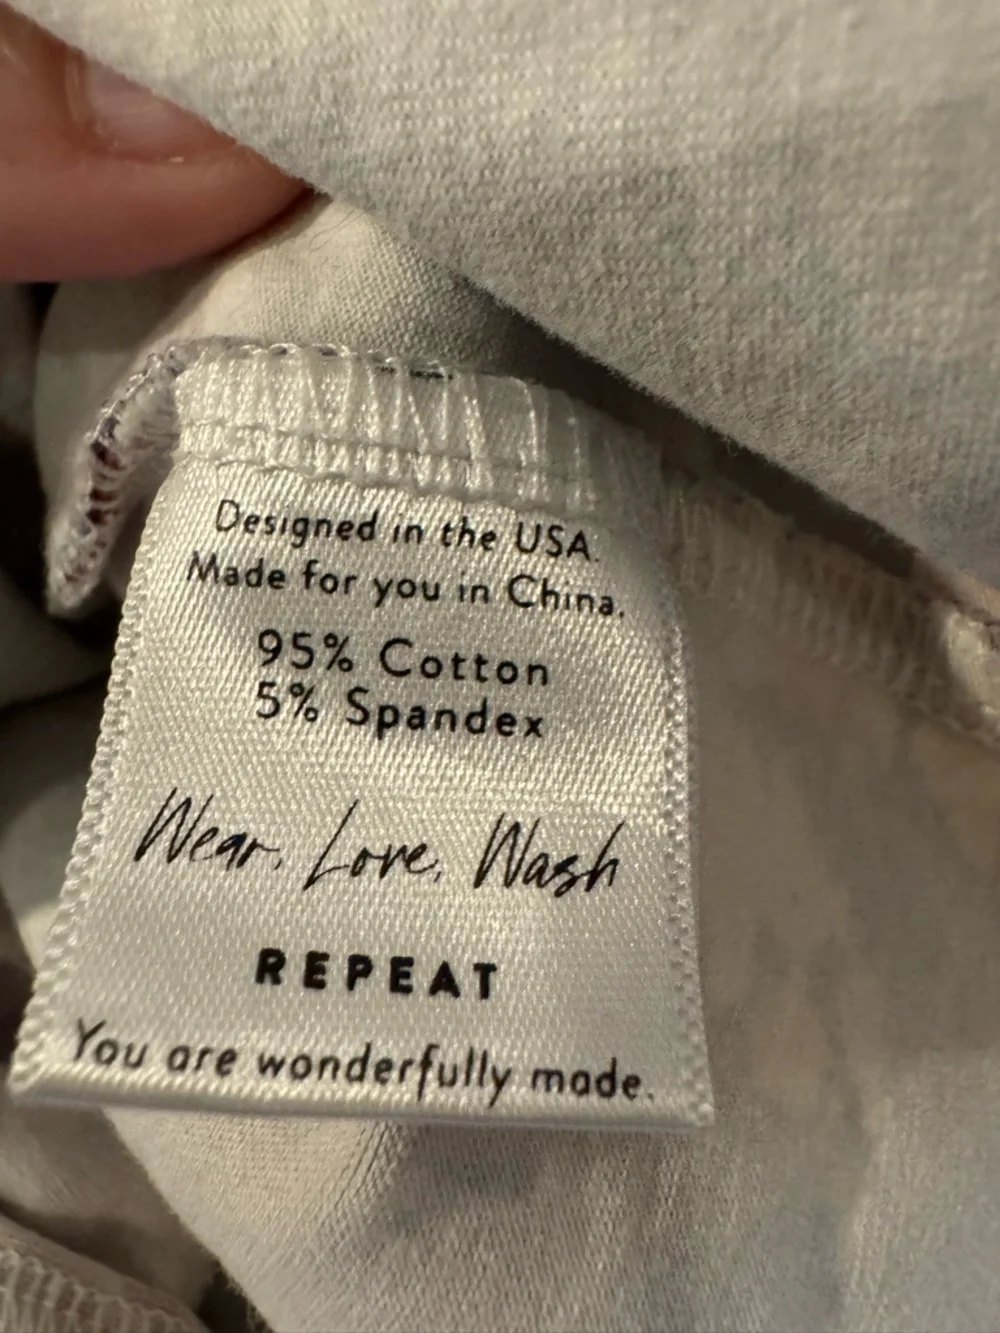 Designed in the USA.
Made for you in China.
95% Cotton
5% Spandex
Wear, Love, Wash
REPEAT
You are wonderfully made.